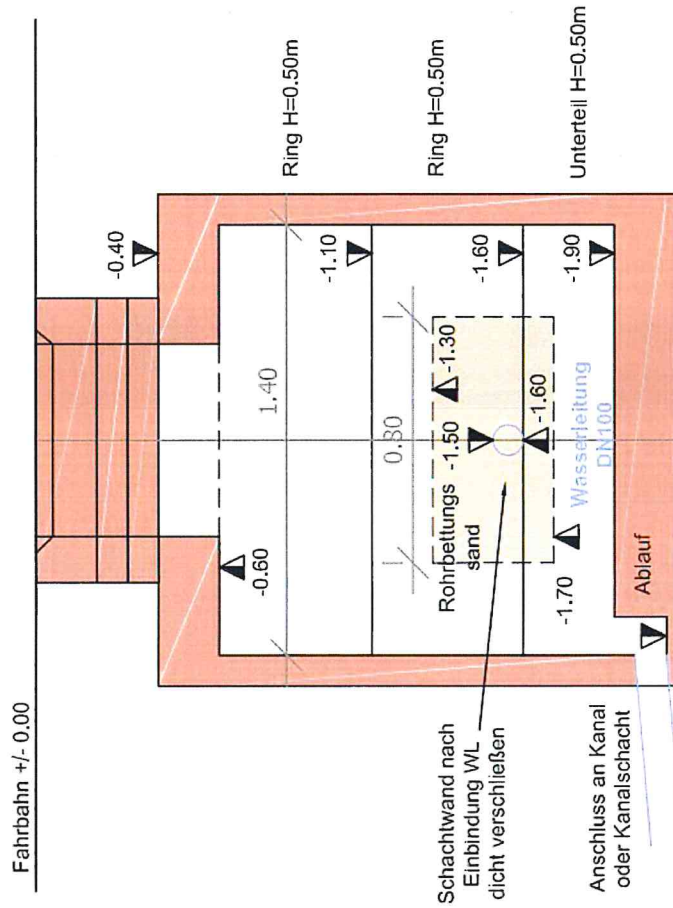 Fahrbahn +/- 0.00
-0.40
Ring H=0.50m
-0.60
1.40
-1.10
Ring H=0.50m
0.80
-1.30
Rohrbettungs
sand
-1.50
-1.60
-1.60
Schachtwand nach
Einbindung WL
dicht verschließen
-1.70
Wasserleitung
DN100
Unterteil H=0.50m
-1.90
Ablauf
Anschluss an Kanal
oder Kanalschacht